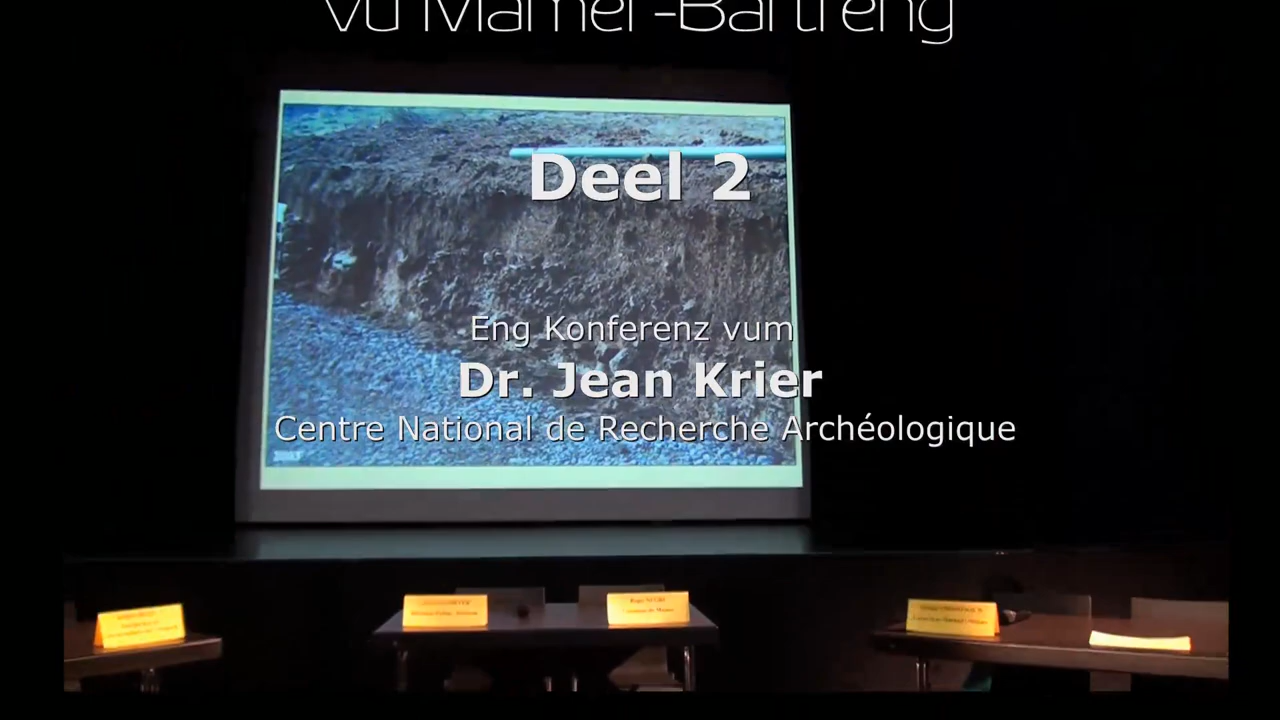 vu Mamer-Bartreng
Deel 2
Eng Konferenz vum
Dr. Jean Krier
Centre National de Recherche Archéologique